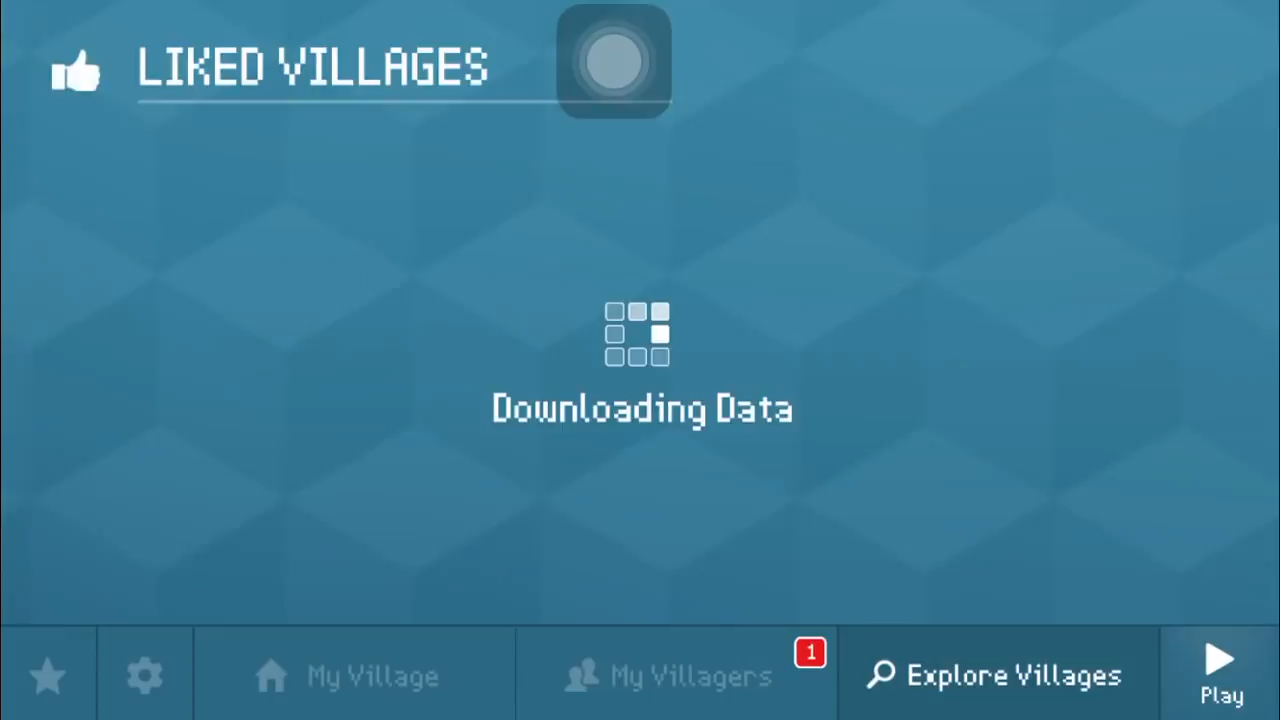 LIKED VILLAGES
Downloading Data
My Village
My Villagers
1
Explore Villages
Play